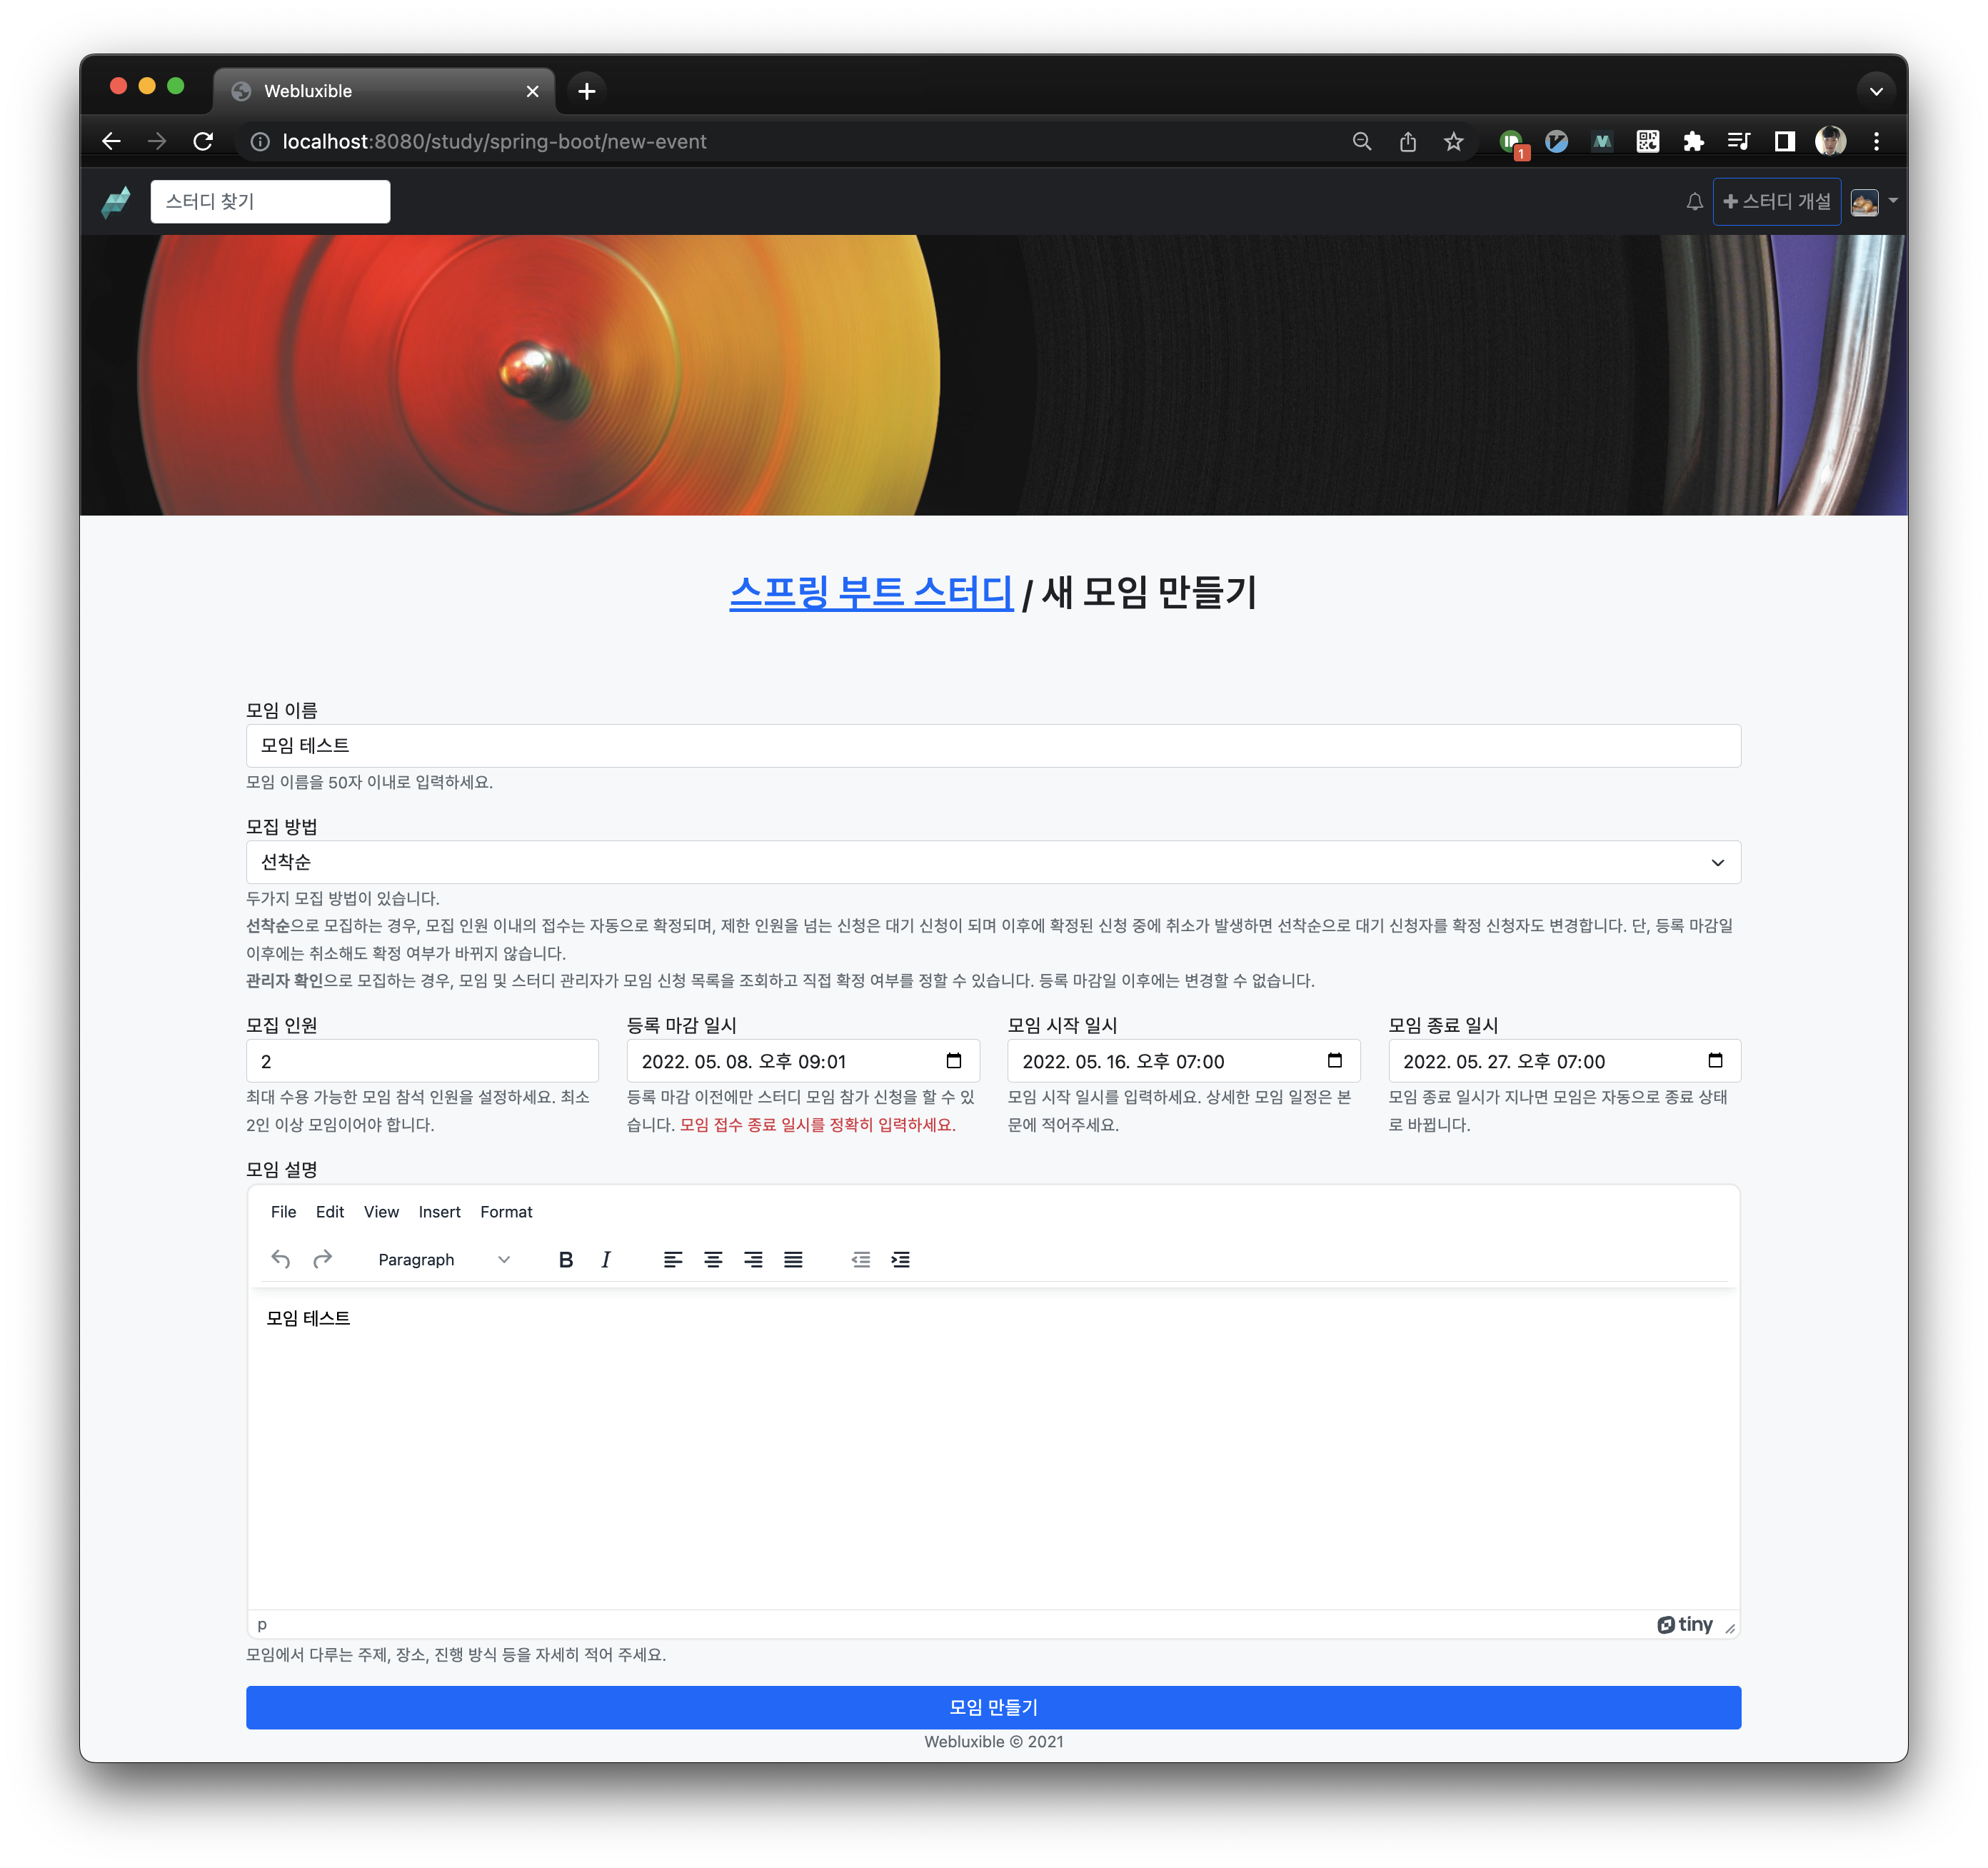 Webluxible
localhost:8080/study/spring-boot/new-event
1
스터디 찾기
스터디 개설
스프링 부트 스터디 / 새 모임 만들기
모임 이름
모임 테스트
모임 이름을 50자 이내로 입력하세요.
모집 방법
선착순
두가지 모집 방법이 있습니다.
선착순으로 모집하는 경우, 모집 인원 이내의 접수는 자동으로 확정되며, 제한 인원을 넘는 신청은 대기 신청이 되며 이후에 확정된 신청 중에 취소가 발생하면 선착순으로 대기 신청자를 확정 신청자도 변경합니다. 단, 등록 마감일
이후에는 취소해도 확정 여부가 바뀌지 않습니다.
관리자 확인으로 모집하는 경우, 모임 및 스터디 관리자가 모임 신청 목록을 조회하고 직접 확정 여부를 정할 수 있습니다. 등록 마감일 이후에는 변경할 수 없습니다.
모집 인원
2
최대 수용 가능한 모임 참석 인원을 설정하세요. 최소
2인 이상 모임이어야 합니다.
등록 마감 일시
2022. 05. 08. 오후 09:01
등록 마감 이전에만 스터디 모임 참가 신청을 할 수 있
습니다. 모임 접수 종료 일시를 정확히 입력하세요.
모임 시작 일시
2022. 05. 16. 오후 07:00
모임 시작 일시를 입력하세요. 상세한 모임 일정은 본
문에 적어주세요.
모임 종료 일시
2022. 05. 27. 오후 07:00
모임 종료 일시가 지나면 모임은 자동으로 종료 상태
로 바뀝니다.
모임 설명
File Edit View Insert Format
Paragraph B I
모임 테스트
p
tiny
모임에서 다루는 주제, 장소, 진행 방식 등을 자세히 적어 주세요.
모임 만들기
Webluxible © 2021